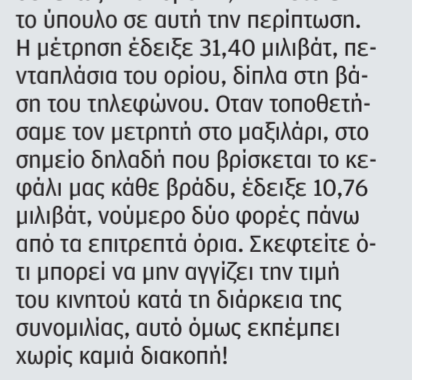 το ύπουλο σε αυτή την περίπτωση.
Η μέτρηση έδειξε 31,40 μιλιβάτ, πε-
νταπλάσια του ορίου, δίπλα στη βά-
ση του τηλεφώνου. Οταν τοποθετή-
σαμε τον μετρητή στο μαξιλάρι, στο
σημείο δηλαδή που βρίσκεται το κε-
φάλι μας κάθε βράδυ, έδειξε 10,76
μιλιβάτ, νούμερο δύο φορές πάνω
από τα επιτρεπτά όρια. Σκεφτείτε ό-
τι μπορεί να μην αγγίζει την τιμή
του κινητού κατά τη διάρκεια της
συνομιλίας, αυτό όμως εκπέμπει
χωρίς καμιά διακοπή!